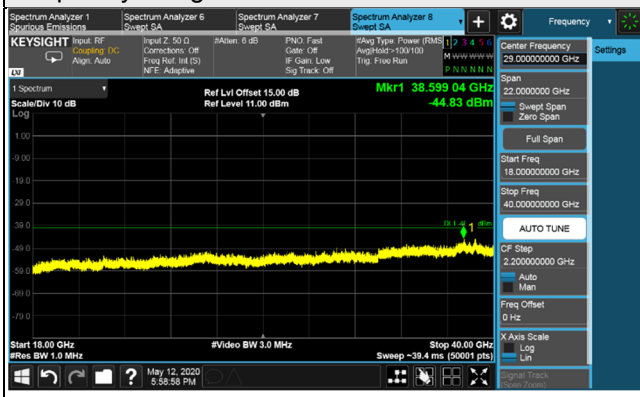 Spectrum Analyzer 1
Spurious Emissions
Spectrum Analyzer 6
Swept SA
Spectrum Analyzer 7
Swept SA
Spectrum Analyzer 8
Swept SA
Frequency
KEYSIGHT
Input: RF
Coupling: DC
Align: Auto
Input Z: 50 Ω
Corrections: Off
Freq Ref: Int (S)
NFE: Adaptive
#Atten: 6 dB
PNO: Fast
Gate: Off
IF Gain: Low
Sig Track: Off
#Avg Type: Power (RMS
Avg|Hold:>100/100
Trig: Free Run
1 2 3 4 5 6
M W W W W W
P N N N N N
LXI
1 Spectrum
Scale/Div 10 dB
Log
Ref Lvl Offset 15.00 dB
Ref Level 11.00 dBm
Mkr1 38.599 04 GHz
-44.83 dBm
1.00
-9.00
-19.0
-29.0
-39.0
-49.0
-59.0
-69.0
-79.0
1
Start 18.00 GHz
#Res BW 1.0 MHz
#Video BW 3.0 MHz
Stop 40.00 GHz
Sweep ~39.4 ms (50001 pts)
May 12, 2020
5:58:58 PM
Center Frequency
29.000000000 GHz
Settings
Span
22.0000000 GHz
Swept Span
Zero Span
Full Span
Start Freq
18.000000000 GHz
Stop Freq
40.000000000 GHz
AUTO TUNE
CF Step
2.200000000 GHz
Auto
Man
Freq Offset
0 Hz
X Axis Scale
Log
Lin
Signal Track
(Span Zoom)